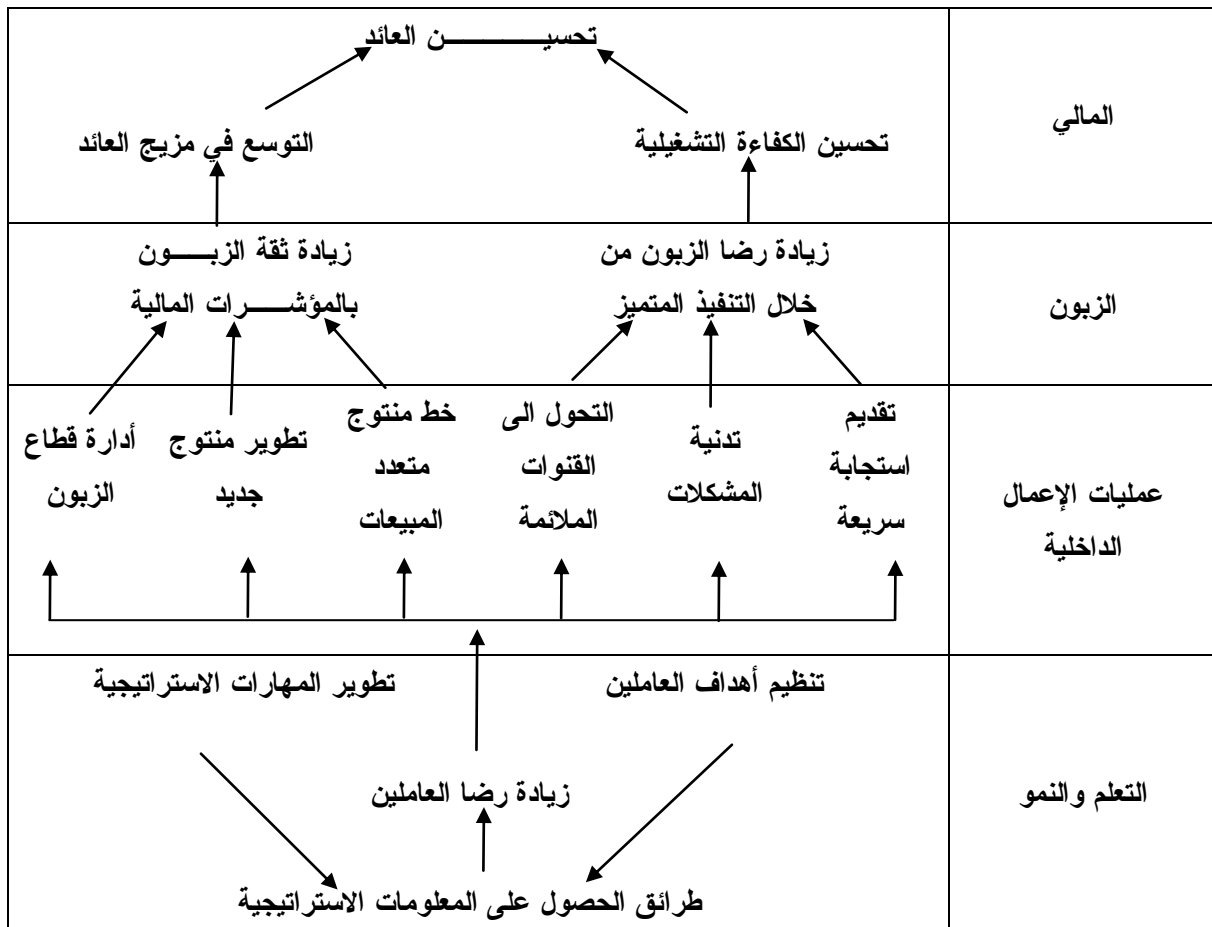 المالي
تحسيـــــــــــن العائد
تحسين الكفاءة التشغيلية
التوسع في مزيج العائد
الزبون
زيادة رضا الزبون من
خلال التنفيذ المتميز
زيادة ثقة الزبـــــون
بالمؤشـــــرات المالية
عمليات الإعمال
الداخلية
تقديم
استجابة
سريعة
تدنية
المشكلات
التحول الى
القنوات
الملائمة
خط منتوج
متعدد
المبيعات
تطوير منتوج
جديد
أدارة قطاع
الزبون
التعلم والنمو
تنظيم أهداف العاملين
تطوير المهارات الاستراتيجية
زيادة رضا العاملين
طرائق الحصول على المعلومات الاستراتيجية